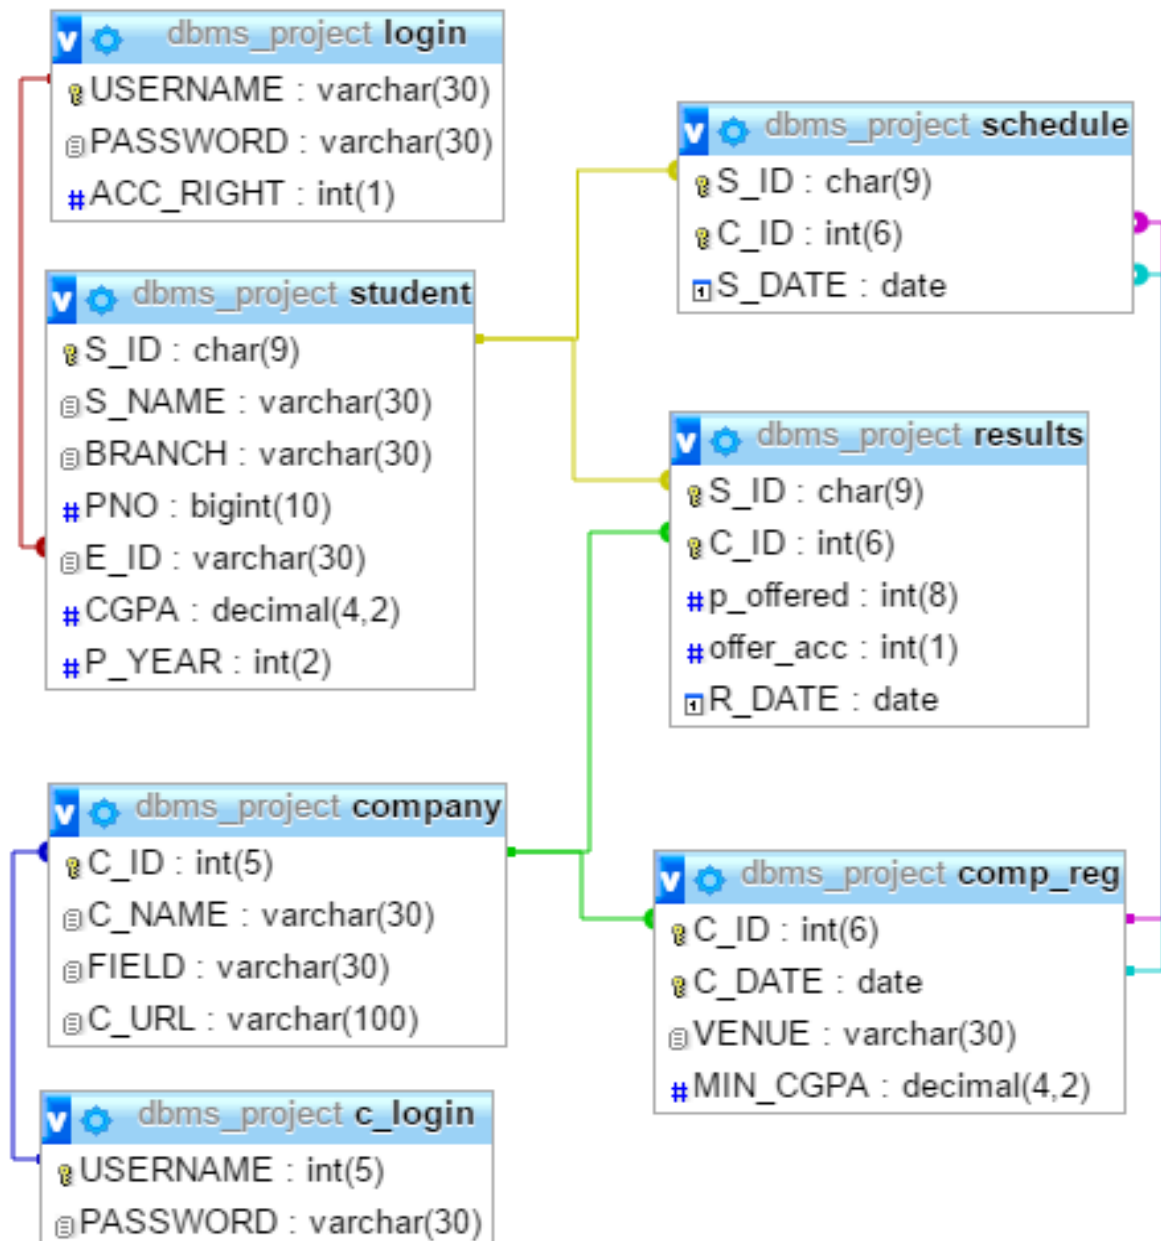 dbms_project login
USERNAME : varchar(30)
PASSWORD : varchar(30)
# ACC_RIGHT : int(1)
dbms_project student
S_ID : char(9)
S_NAME : varchar(30)
BRANCH : varchar(30)
# PNO : bigint(10)
E_ID : varchar(30)
# CGPA : decimal(4,2)
# P_YEAR : int(2)
dbms_project company
C_ID : int(5)
C_NAME : varchar(30)
FIELD : varchar(30)
C_URL : varchar(100)
dbms_project c_login
USERNAME : int(5)
PASSWORD : varchar(30)
dbms_project schedule
S_ID : char(9)
C_ID : int(6)
S_DATE : date
dbms_project results
S_ID : char(9)
C_ID : int(6)
# p_offered : int(8)
# offer_acc : int(1)
R_DATE : date
dbms_project comp_reg
C_ID : int(6)
C_DATE : date
VENUE : varchar(30)
# MIN_CGPA : decimal(4,2)